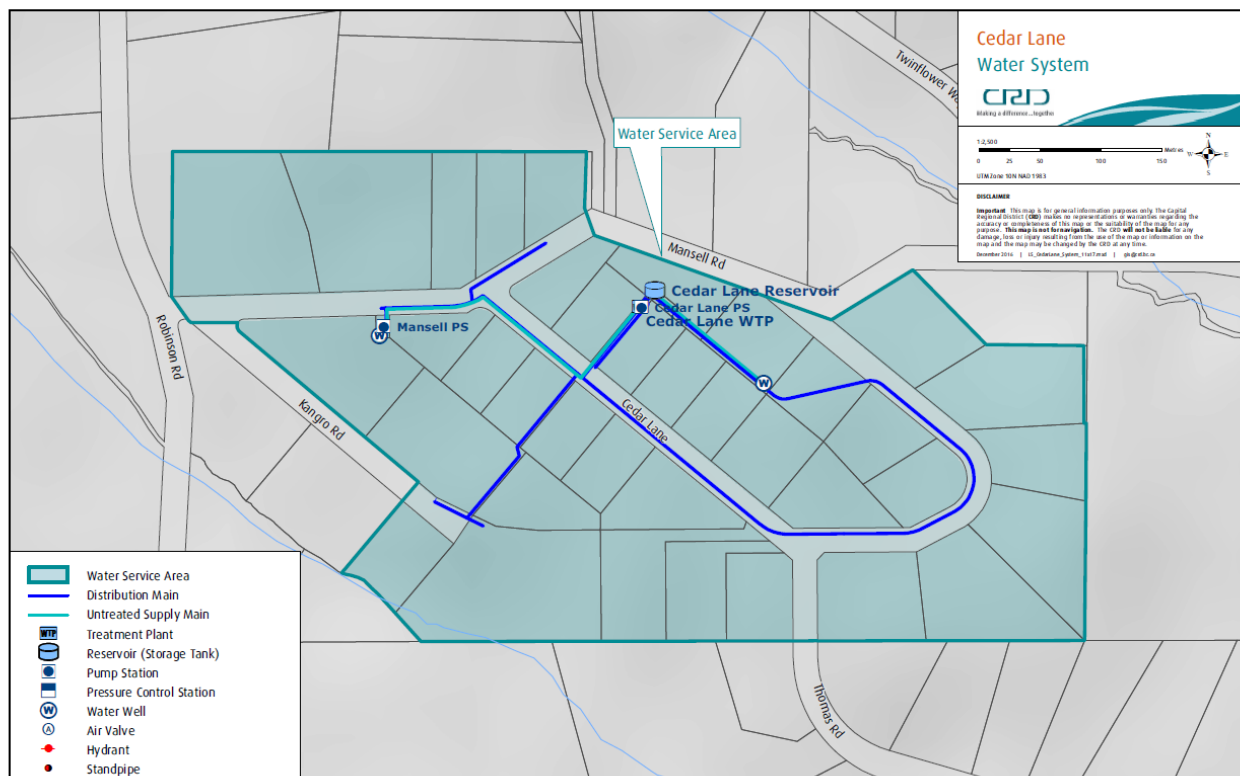 Cedar Lane
Water System
CRD
Making a difference...together
1:2,500
Metres
0 25 50 100 150
N
W E
S
UTM Zone 10N NAD 1983
DISCLAIMER
Important This map is for general information purposes only. The Capital
Regional District (CRD) makes no representations or warranties regarding the
accuracy or completeness of this map or the suitability of the map for any
purpose. This map is not for navigation. The CRD will not be liable for any
damage, loss or injury resulting from the use of the map or information on the
map and the map may be changed by the CRD at any time.
December 2016 | | gis@crd.bc.ca
Twinflower
Water Service Area
Mansell Rd
Cedar Lane Reservoir
Cedar Lane PS
Cedar Lane WTP
Mansell PS
W
W
Robinson Rd
Kangro Rd
Cedar Lane
Thomas Rd
Water Service Area
Distribution Main
Untreated Supply Main
WTP Treatment Plant
Reservoir (Storage Tank)
Pump Station
Pressure Control Station
W Water Well
A Air Valve
Hydrant
Standpipe